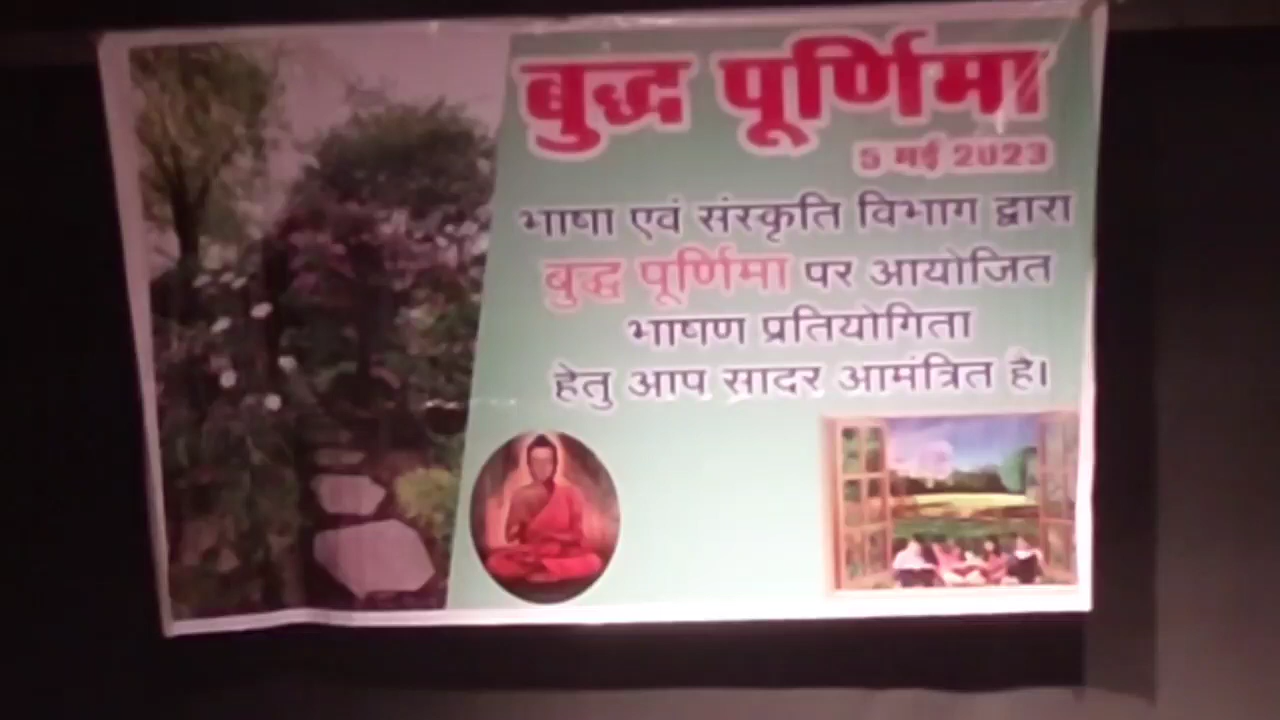 बुद्ध पूर्णिमा
5 मई 2023
भाषा एवं संस्कृति विभाग द्वारा
बुद्ध पूर्णिमा पर आयोजित
भाषण प्रतियोगिता
हेतु आप सादर आमंत्रित है।